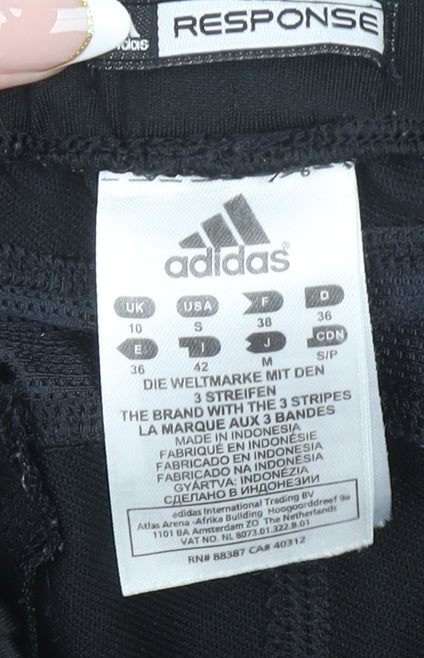 adidas
RESPONSE
adidas®
UK USA F D
10 S 38 36
E I J CDN
36 42 M S/P
DIE WELTMARKE MIT DEN
3 STREIFEN
THE BRAND WITH THE 3 STRIPES
LA MARQUE AUX 3 BANDES
MADE IN INDONESIA
FABRIQUÉ EN INDONÉSIE
FABRICADO EN INDONESIA
FABRICADO NA INDONÉSIA
GYÁRTVA: INDONÉZIA
СДЕЛАНО В ИНДОНЕЗИИ
adidas International Trading BV
Atlas Arena -Afrika Building Hoogoorddreef 9a
1101 BA Amsterdam ZO The Netherlands
VAT NO. NL 8073.01.322.B.01
RN# 88387 CA# 40312